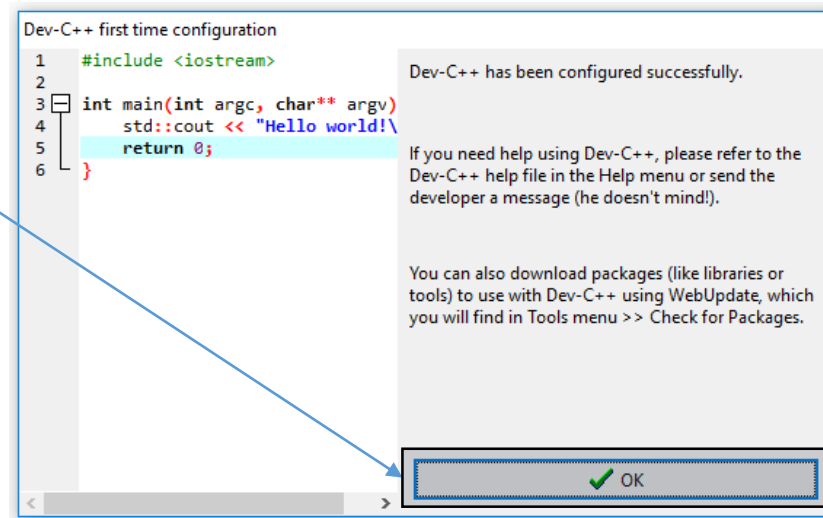 Dev-C++ first time configuration
1 #include <iostream>
2
3 int main(int argc, char** argv)
4 std::cout << "Hello world!\
5 return 0;
6 }
Dev-C++ has been configured successfully.
If you need help using Dev-C++, please refer to the
Dev-C++ help file in the Help menu or send the
developer a message (he doesn't mind!).
You can also download packages (like libraries or
tools) to use with Dev-C++ using WebUpdate, which
you will find in Tools menu >> Check for Packages.
OK